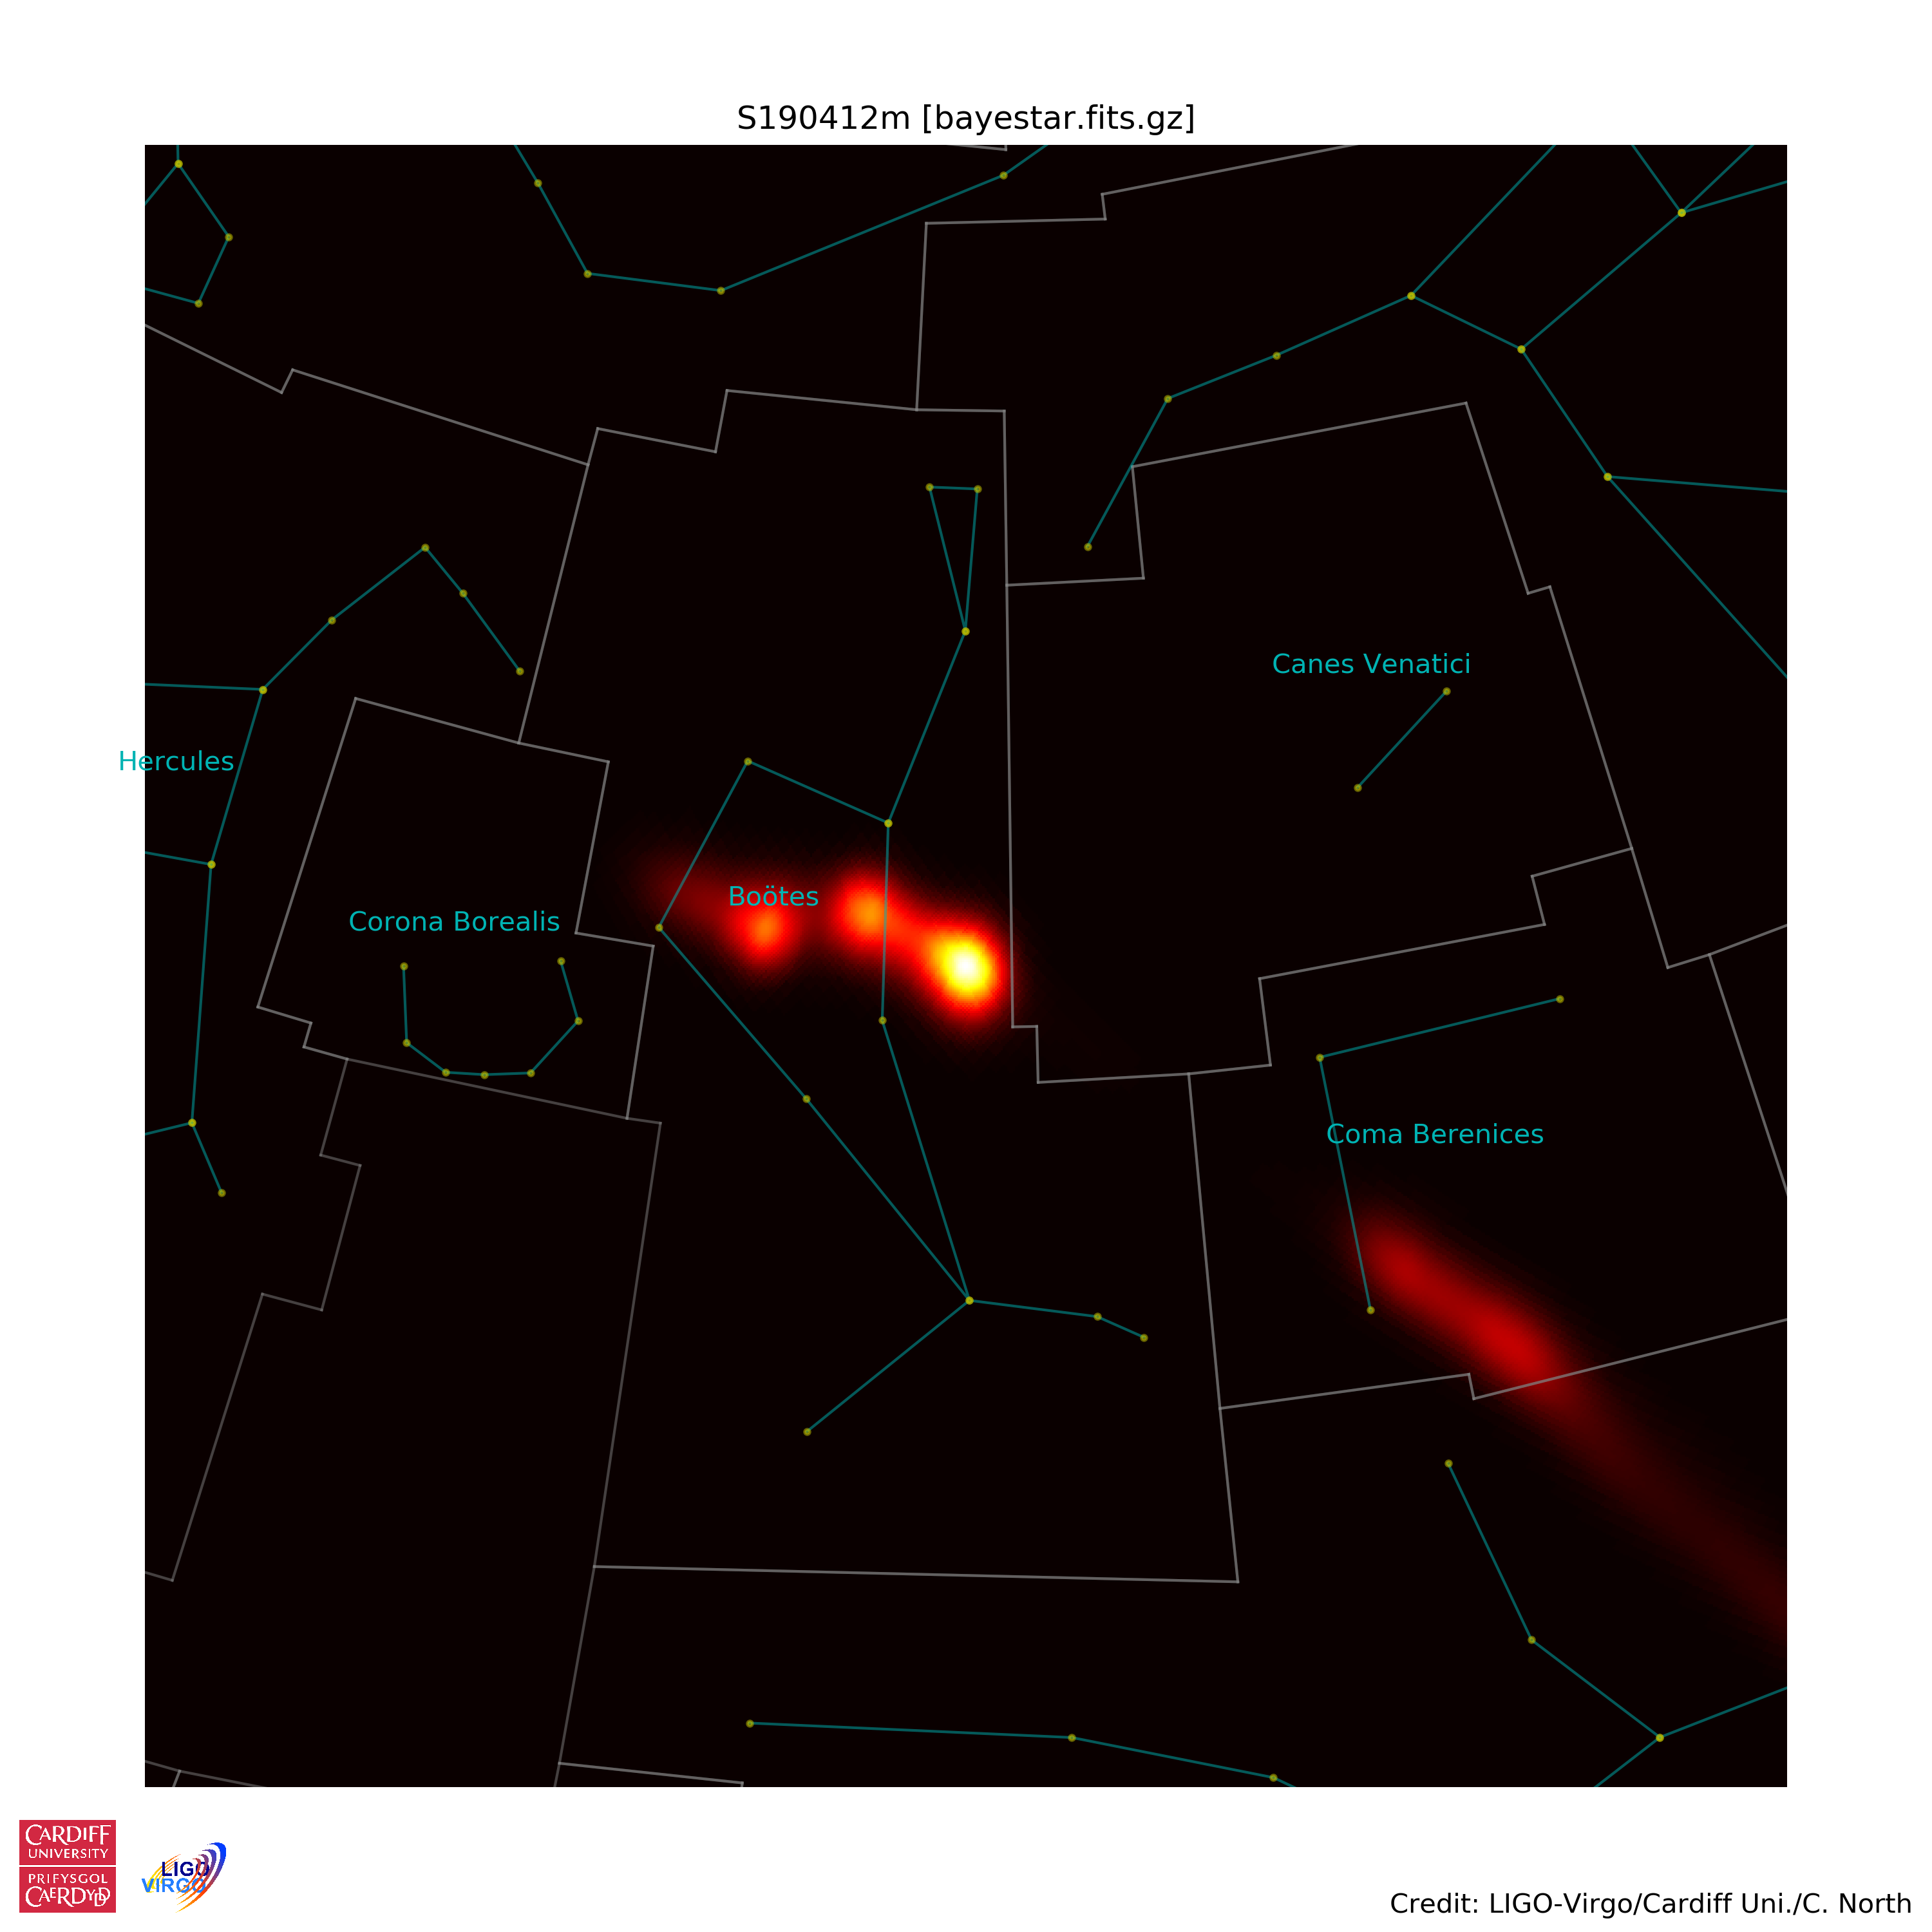 S190412m [bayestar.fits.gz]
Canes Venatici
Hercules
Boötes
Corona Borealis
Coma Berenices
CARDIFF
UNIVERSITY
PRIFYSGOL
CAERDYDD
LIGO
VIRGO
Credit: LIGO-Virgo/Cardiff Uni./C. North